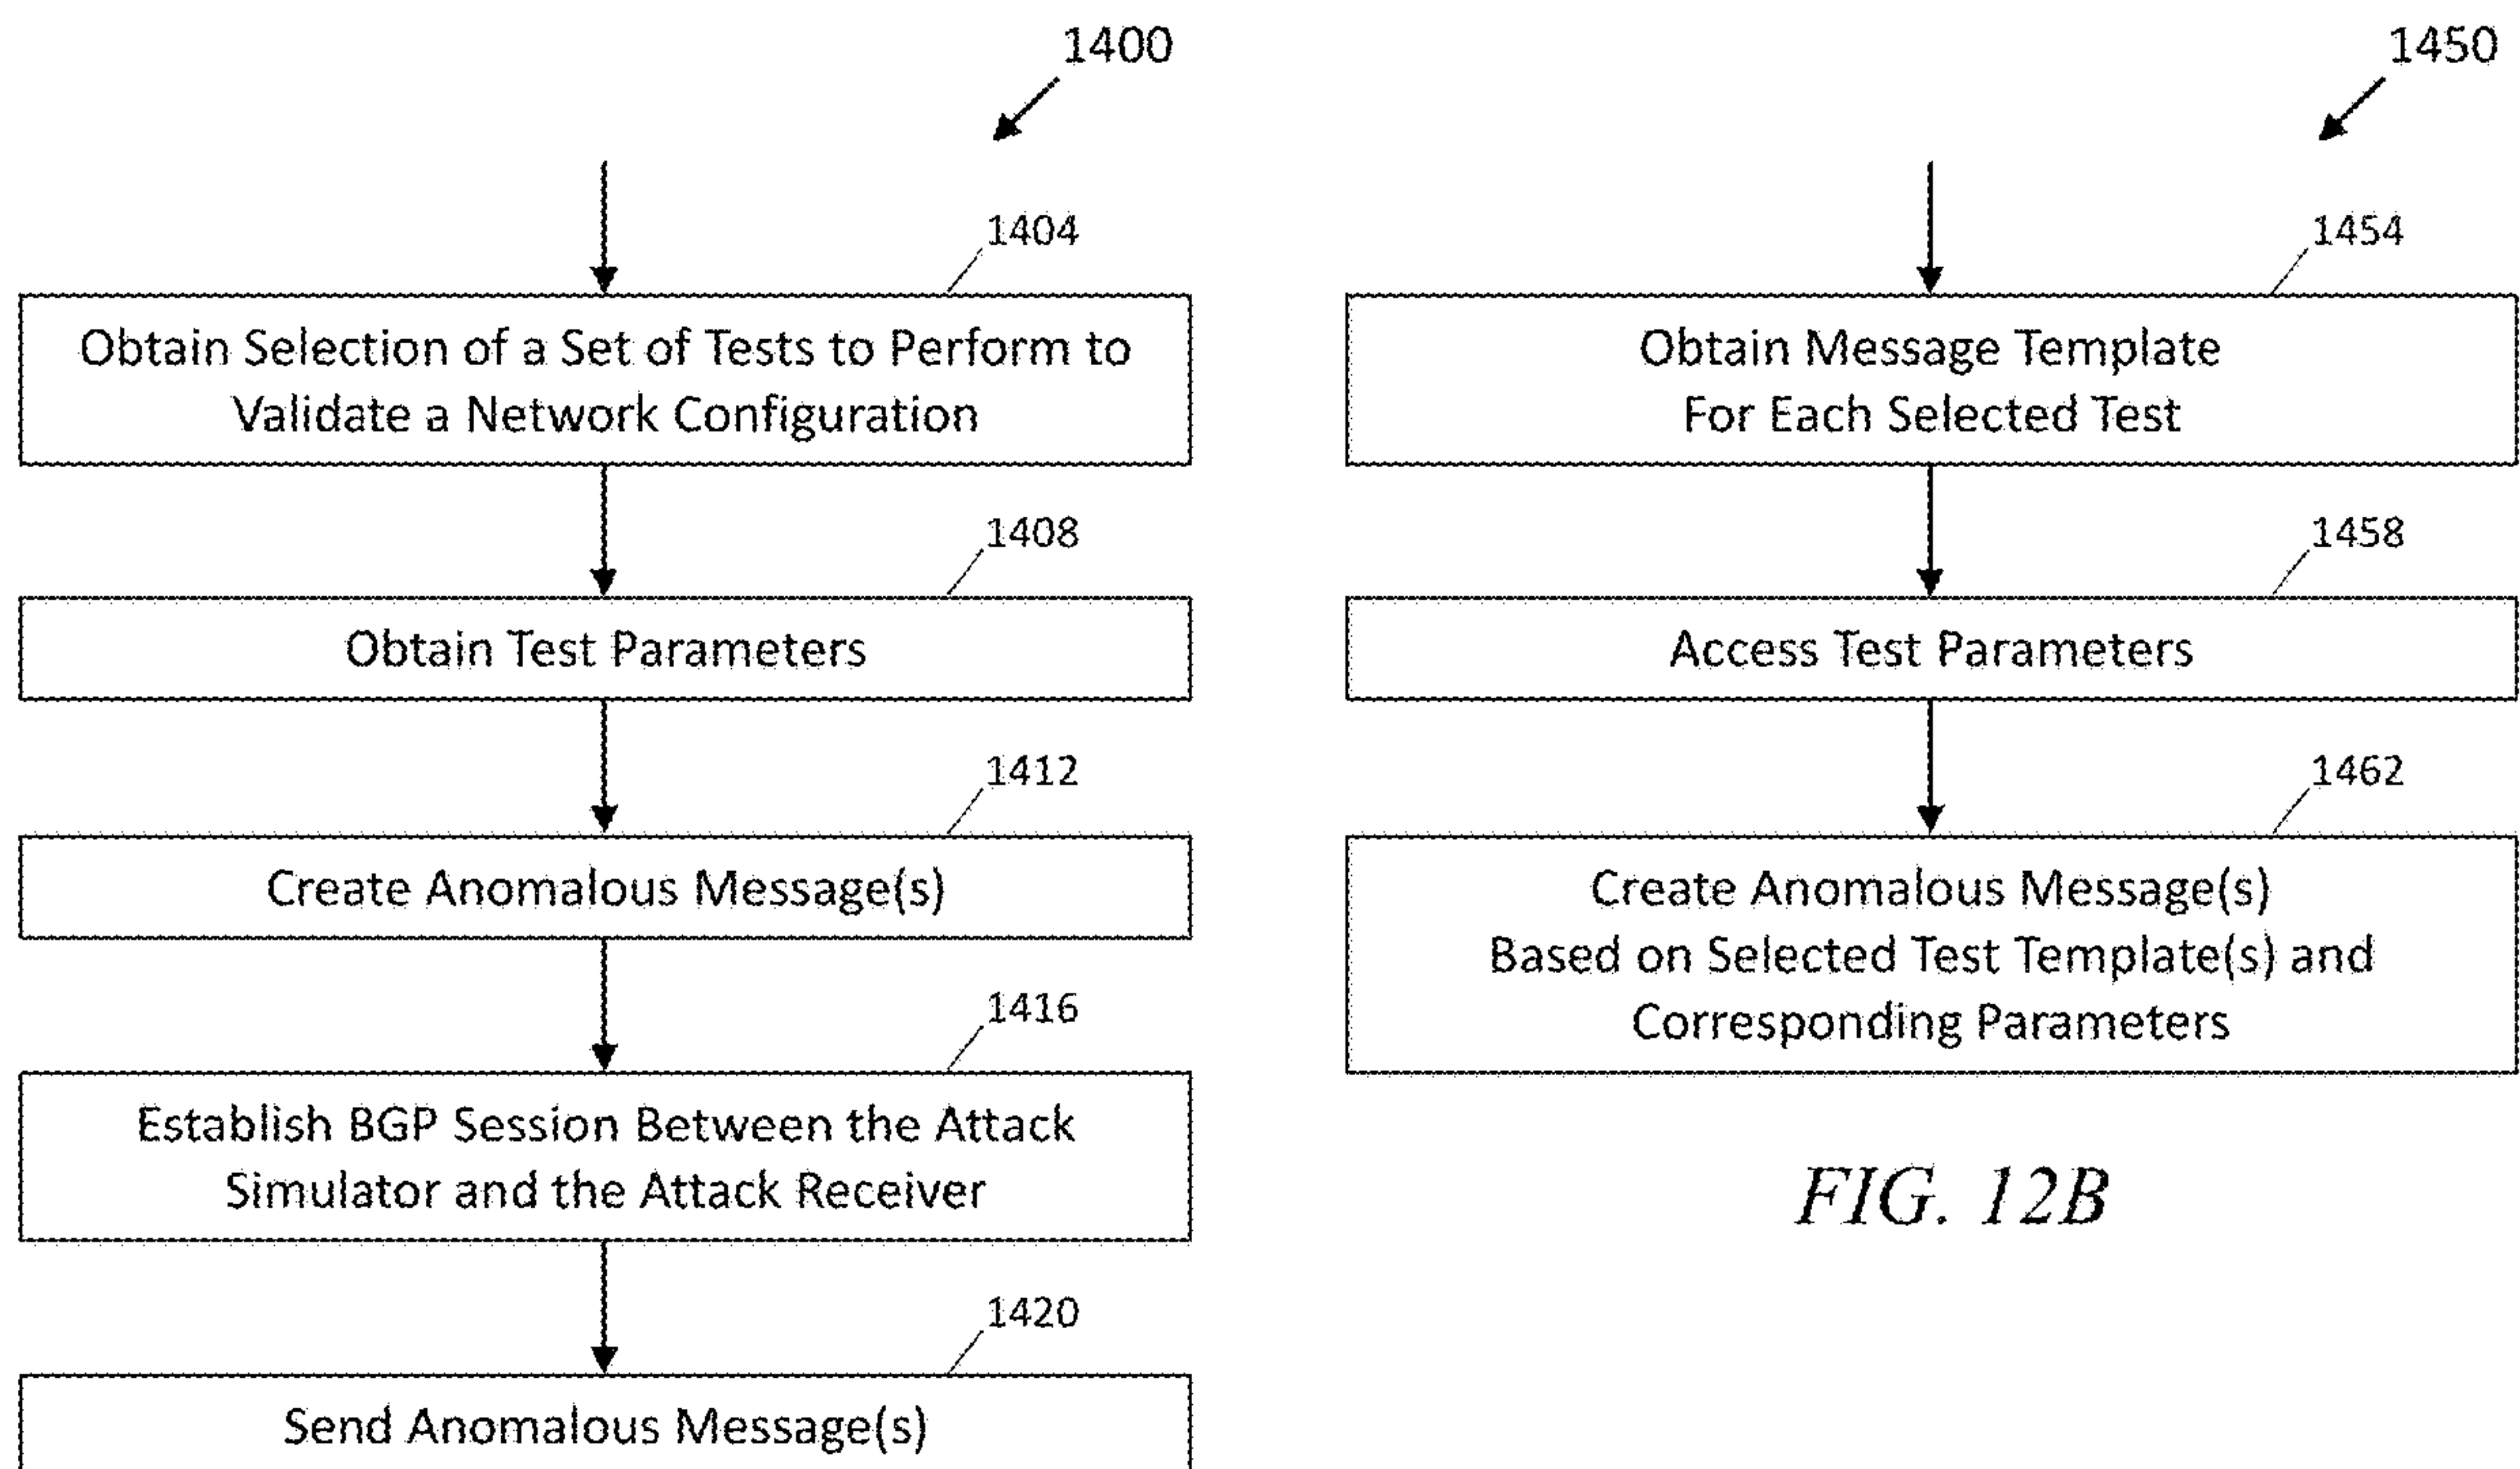 1400
1404
Obtain Selection of a Set of Tests to Perform to
Validate a Network Configuration
1408
Obtain Test Parameters
1412
Create Anomalous Message(s)
1416
Establish BGP Session Between the Attack
Simulator and the Attack Receiver
1420
Send Anomalous Message(s)
1450
1454
Obtain Message Template
For Each Selected Test
1458
Access Test Parameters
1462
Create Anomalous Message(s)
Based on Selected Test Template(s) and
Corresponding Parameters
FIG. 12B